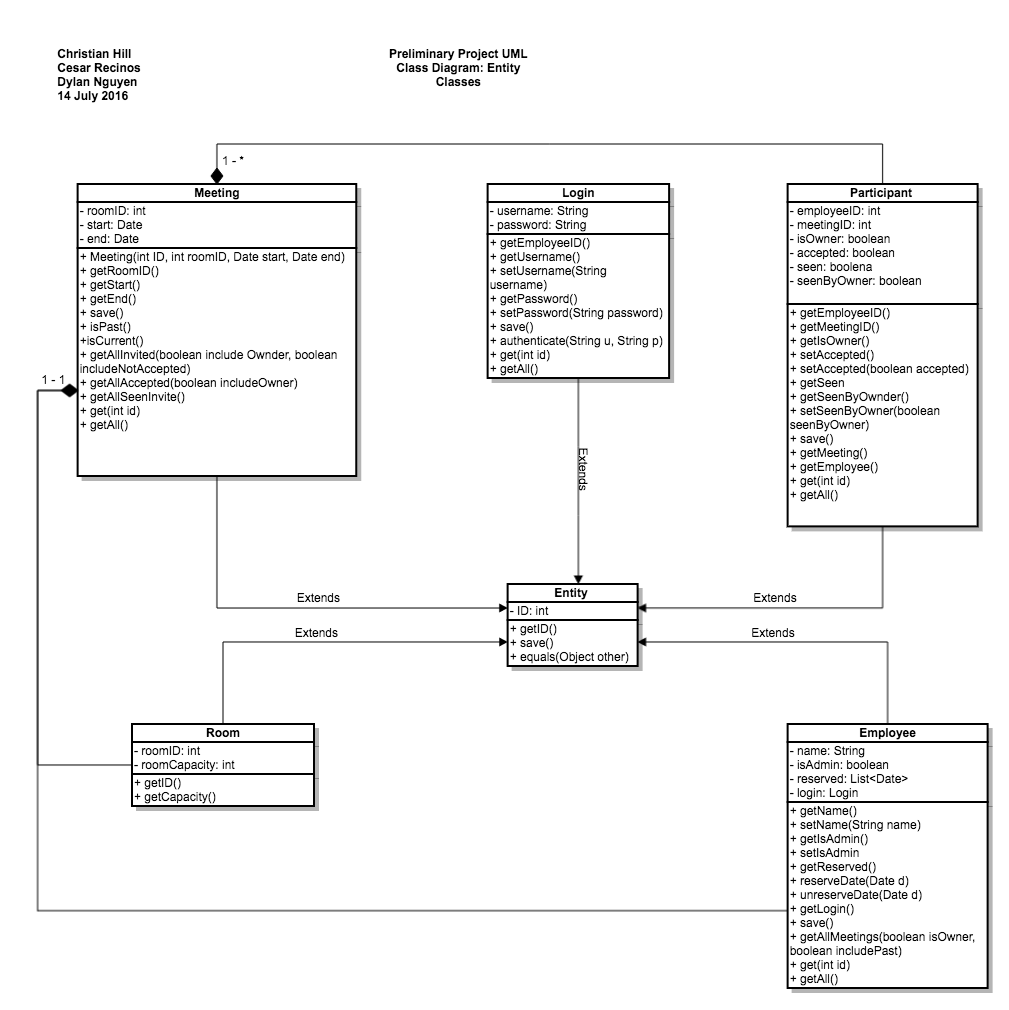 Christian Hill
Cesar Recinos
Dylan Nguyen
14 July 2016
Preliminary Project UML
Class Diagram: Entity
Classes
1 - *
Meeting
- roomID: int
- start: Date
- end: Date
+ Meeting(int ID, int roomID, Date start, Date end)
+ getRoomID()
+ getStart()
+ getEnd()
+ save()
+ isPast()
+isCurrent()
+ getAllInvited(boolean include Ownder, boolean
includeNotAccepted)
+ getAllAccepted(boolean includeOwner)
+ getAllSeenInvite()
+ get(int id)
+ getAll()
1 - 1
Login
- username: String
- password: String
+ getEmployeeID()
+ getUsername()
+ setUsername(String
username)
+ getPassword()
+ setPassword(String password)
+ save()
+ authenticate(String u, String p)
+ get(int id)
+ getAll()
Participant
- employeeID: int
- meetingID: int
- isOwner: boolean
- accepted: boolean
- seen: boolena
- seenByOwner: boolean
+ getEmployeeID()
+ getMeetingID()
+ getIsOwner()
+ setAccepted()
+ setAccepted(boolean accepted)
+ getSeen
+ getSeenByOwnder()
+ setSeenByOwner(boolean
seenByOwner)
+ save()
+ getMeeting()
+ getEmployee()
+ get(int id)
+ getAll()
Extends
Extends
Extends
Entity
- ID: int
+ getID()
+ save()
+ equals(Object other)
Extends
Extends
Room
- roomID: int
- roomCapacity: int
+ getID()
+ getCapacity()
Employee
- name: String
- isAdmin: boolean
- reserved: List<Date>
- login: Login
+ getName()
+ setName(String name)
+ getIsAdmin()
+ setIsAdmin
+ getReserved()
+ reserveDate(Date d)
+ unreserveDate(Date d)
+ getLogin()
+ save()
+ getAllMeetings(boolean isOwner,
boolean includePast)
+ get(int id)
+ getAll()